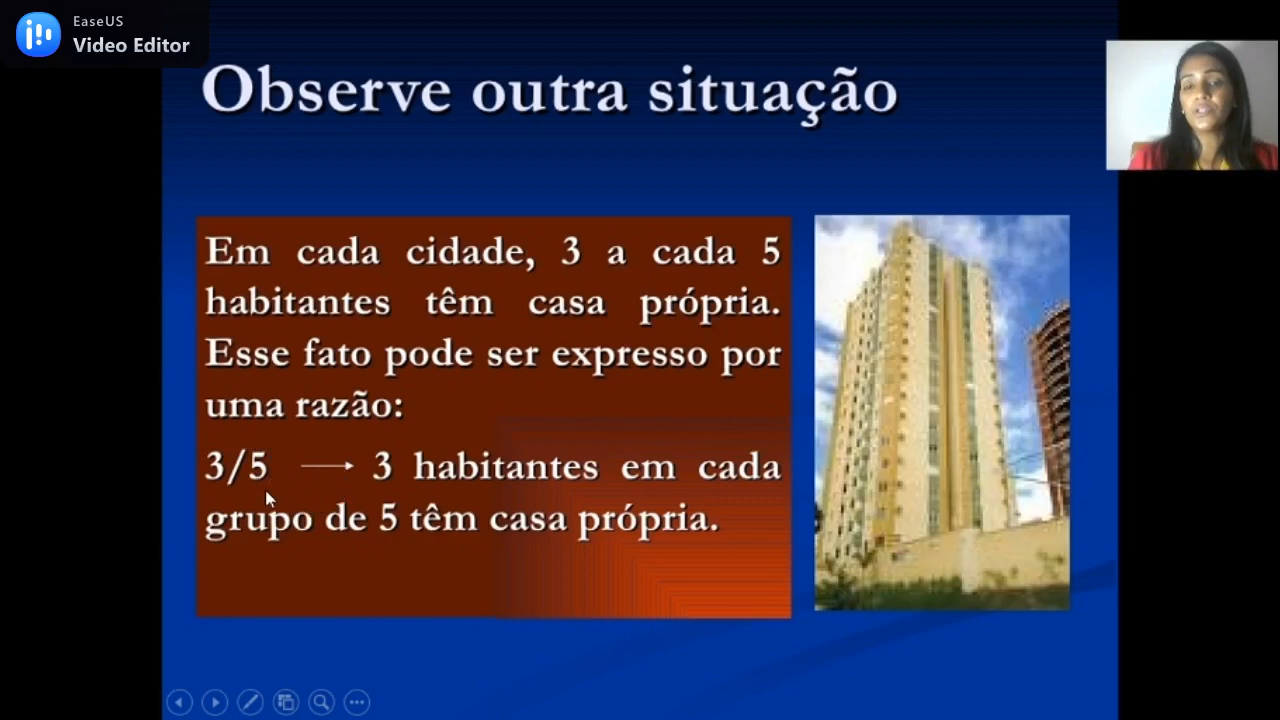 EaseUS
Video Editor
Observe outra situação
Em cada cidade, 3 a cada 5
habitantes têm casa própria.
Esse fato pode ser expresso por
uma razão:
3/5 → 3 habitantes em cada
grupo de 5 têm casa própria.